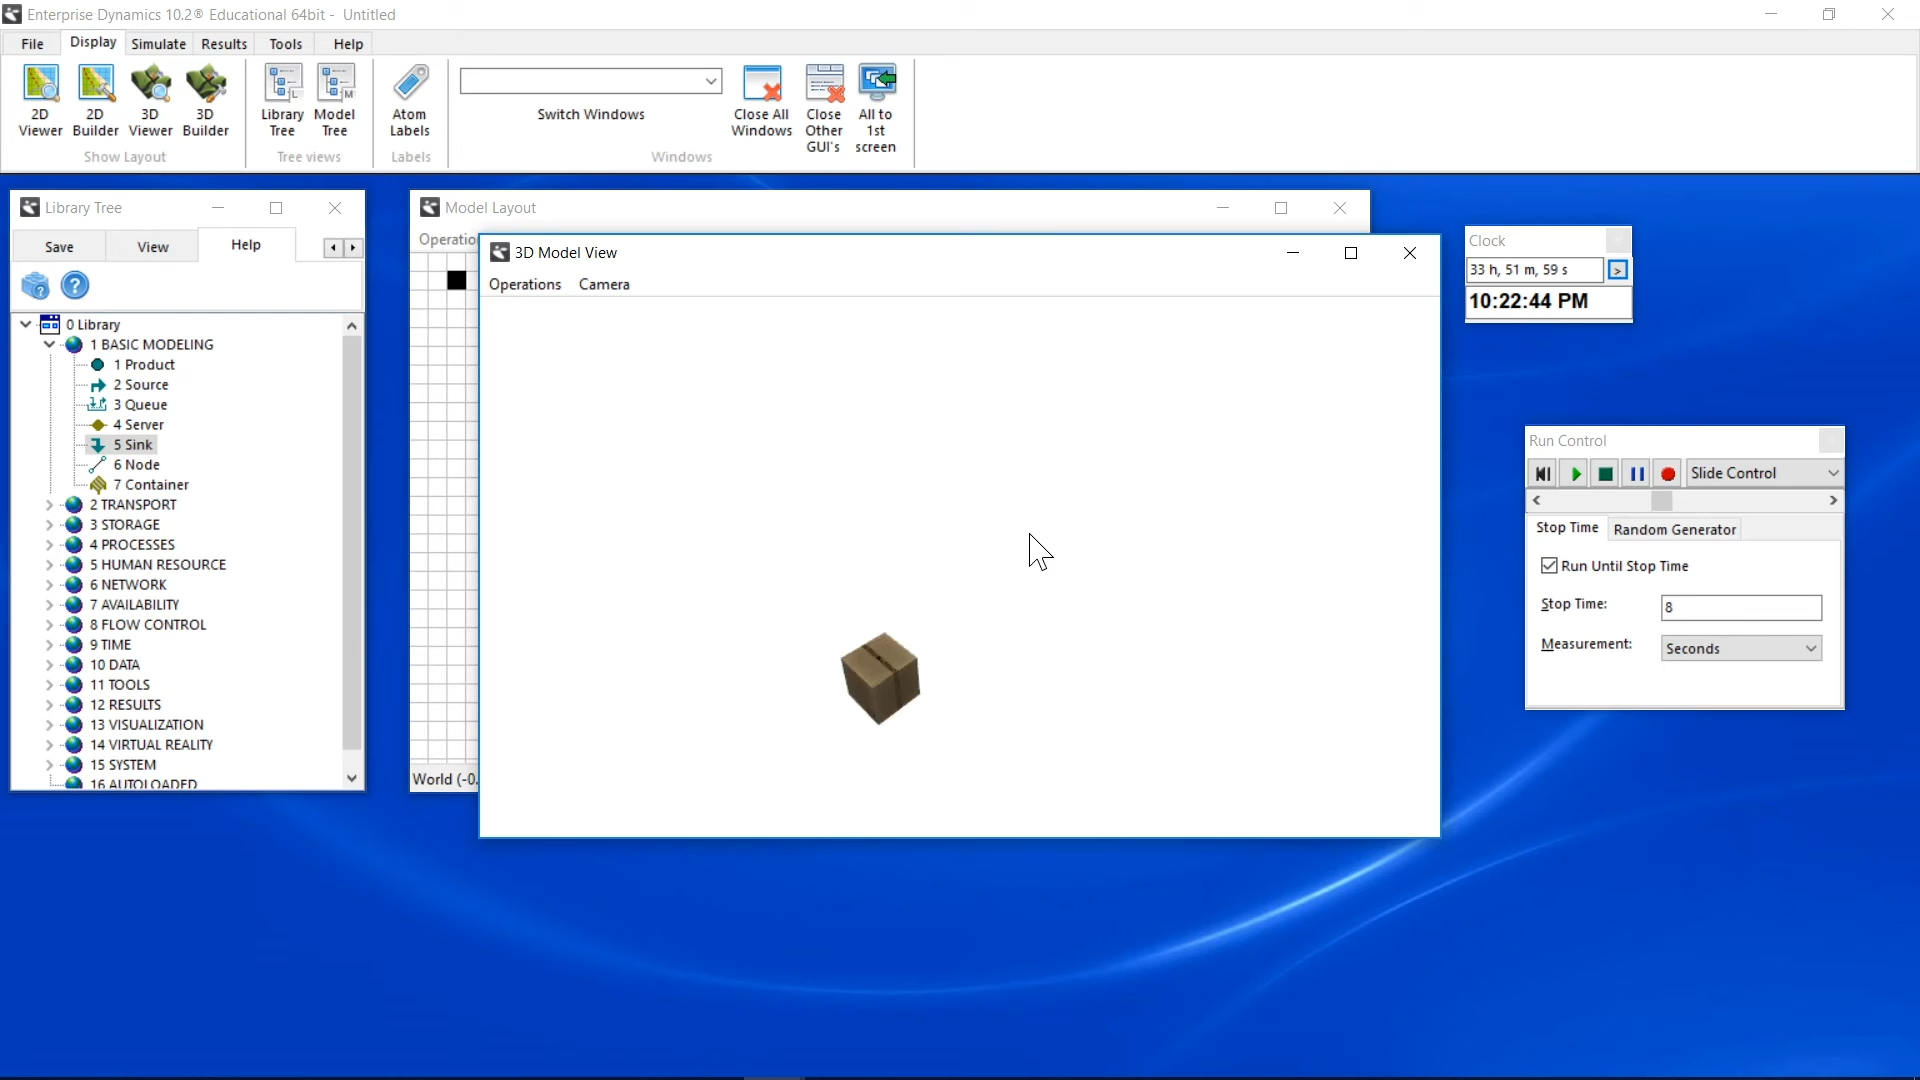 Enterprise Dynamics 10.2® Educational 64bit - Untitled
File Display Simulate Results Tools Help
2D Viewer
2D Builder
3D Viewer
3D Builder
Show Layout
Library Tree
Model Tree
Tree views
Atom Labels
Labels
Switch Windows
Close All Windows
Close Other GUI's
All to 1st screen
Windows
Library Tree
Save View Help
0 Library
1 BASIC MODELING
1 Product
2 Source
3 Queue
4 Server
5 Sink
6 Node
7 Container
2 TRANSPORT
3 STORAGE
4 PROCESSES
5 HUMAN RESOURCE
6 NETWORK
7 AVAILABILITY
8 FLOW CONTROL
9 TIME
10 DATA
11 TOOLS
12 RESULTS
13 VISUALIZATION
14 VIRTUAL REALITY
15 SYSTEM
16 AUTOLOADED
Model Layout
Operatio
World (-0.
3D Model View
Operations Camera
Clock
33 h, 51 m, 59 s
>
10:22:44 PM
Run Control
Slide Control
Stop Time Random Generator
Run Until Stop Time
Stop Time: 8
Measurement: Seconds